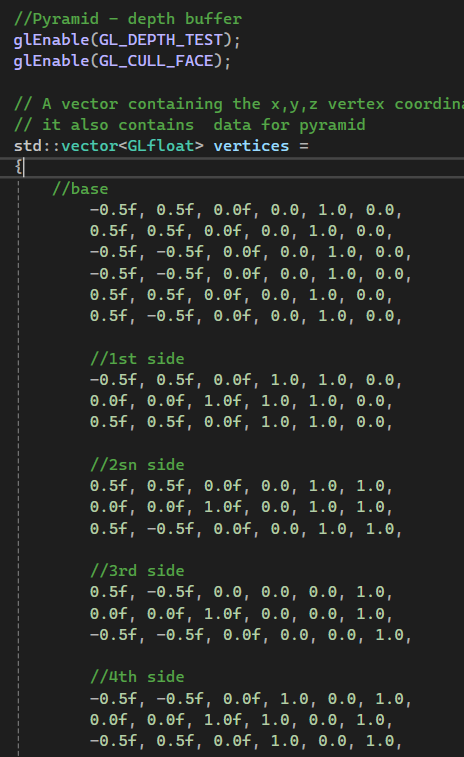 //Pyramid - depth buffer
glEnable(GL_DEPTH_TEST);
glEnable(GL_CULL_FACE);
// A vector containing the x,y,z vertex
// it also contains  data for pyramid
std::vector<GLfloat> vertices =
{
//base
-0.5f, 0.5f, 0.0f, 0.0, 1.0, 0.0,
0.5f, 0.5f, 0.0f, 0.0, 1.0, 0.0,
-0.5f, -0.5f, 0.0f, 0.0, 1.0, 0.0,
-0.5f, -0.5f, 0.0f, 0.0, 1.0, 0.0,
0.5f, 0.5f, 0.0f, 0.0, 1.0, 0.0,
0.5f, -0.5f, 0.0f, 0.0, 1.0, 0.0,
//1st side
-0.5f, 0.5f, 0.0f, 1.0, 1.0, 0.0,
0.0f, 0.0f, 1.0f, 1.0, 1.0, 0.0,
0.5f, 0.5f, 0.0f, 1.0, 1.0, 0.0,
//2sn side
0.5f, 0.5f, 0.0f, 0.0, 1.0, 1.0,
0.0f, 0.0f, 1.0f, 0.0, 1.0, 1.0,
0.5f, -0.5f, 0.0f, 0.0, 1.0, 1.0,
//3rd side
0.5f, -0.5f, 0.0, 0.0, 0.0, 1.0,
0.0f, 0.0f, 1.0f, 0.0, 0.0, 1.0,
-0.5f, -0.5f, 0.0f, 0.0, 0.0, 1.0,
//4th side
-0.5f, -0.5f, 0.0f, 1.0, 0.0, 1.0,
0.0f, 0.0f, 1.0f, 1.0, 0.0, 1.0,
-0.5f, 0.5f, 0.0f, 1.0, 0.0, 1.0,